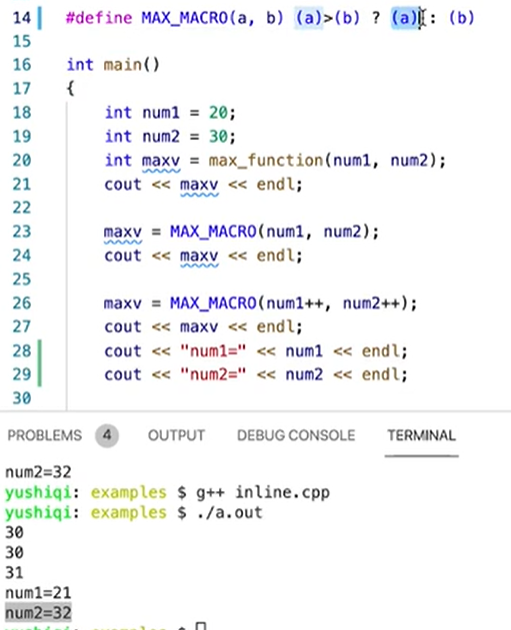 14 #define MAX_MACRO(a, b) (a)>(b) ? (a) : (b)
15
16 int main()
17 {
18 int num1 = 20;
19 int num2 = 30;
20 int maxv = max_function(num1, num2);
21 cout << maxv << endl;
22
23 maxv = MAX_MACRO(num1, num2);
24 cout << maxv << endl;
25
26 maxv = MAX_MACRO(num1++, num2++);
27 cout << maxv << endl;
28 cout << "num1=" << num1 << endl;
29 cout << "num2=" << num2 << endl;
30
PROBLEMS 4 OUTPUT DEBUG CONSOLE TERMINAL
num2=32
yushiqi: examples $ g++ inline.cpp
yushiqi: examples $ ./a.out
30
30
31
num1=21
num2=32
yushiqi: examples $